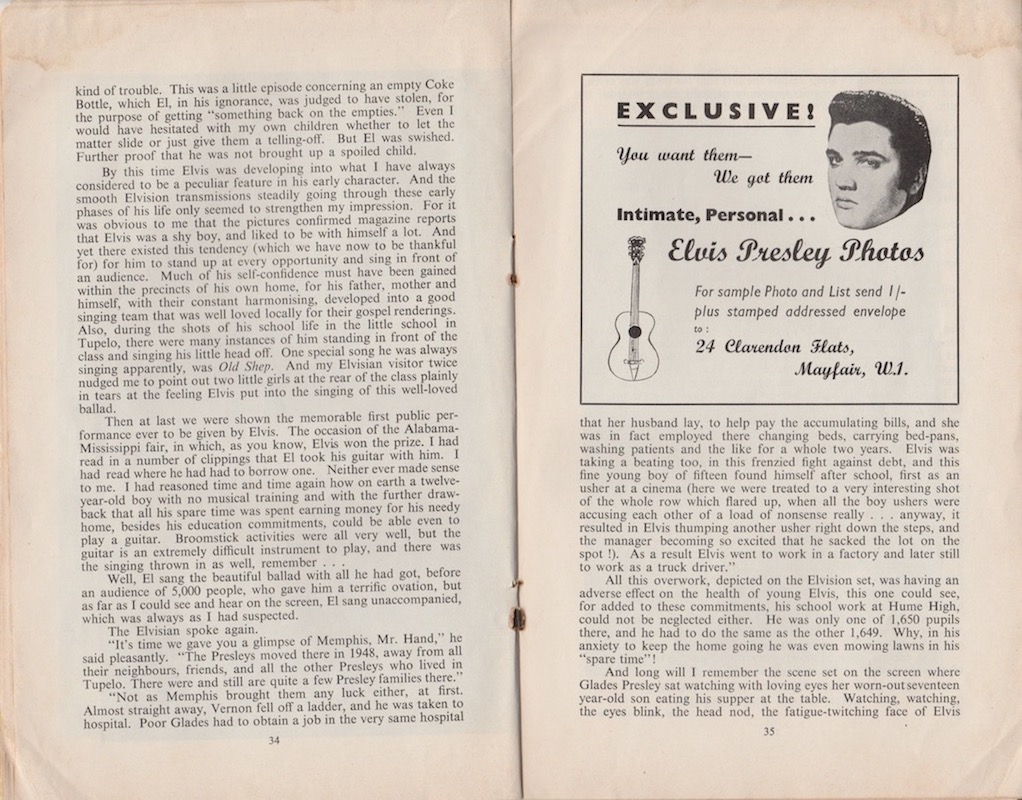 kind of trouble. This was a little episode concerning an empty Coke
Bottle, which El, in his ignorance, was judged to have stolen, for
the purpose of getting "something back on the empties." Even I
would have hesitated with my own children whether to let the
matter slide or just give them a telling-off. But El was swished.
Further proof that he was not brought up a spoiled child.
By this time Elvis was developing into what I have always
considered to be a peculiar feature in his early character. And the
smooth Elvision transmissions steadily going through these early
phases of his life only seemed to strengthen my impression. For it
was obvious to me that the pictures confirmed magazine reports
that Elvis was a shy boy, and liked to be with himself a lot. And
yet there existed this tendency (which we have now to be thankful
for) for him to stand up at every opportunity and sing in front of
an audience. Much of his self-confidence must have been gained
within the precincts of his own home, for his father, mother and
himself, with their constant harmonising, developed into a good
singing team that was well loved locally for their gospel renderings.
Also, during the shots of his school life in the little school in
Tupelo, there were many instances of him standing in front of the
class and singing his little head off. One special song he was always
singing apparently, was Old Shep. And my Elvisian visitor twice
nudged me to point out two little girls at the rear of the class plainly
in tears at the feeling Elvis put into the singing of this well-loved
ballad.
Then at last we were shown the memorable first public per-
formance ever to be given by Elvis. The occasion of the Alabama-
Mississippi fair, in which, as you know, Elvis won the prize. I had
read in a number of clippings that El took his guitar with him. I
had read where he had had to borrow one. Neither ever made sense
to me. I had reasoned time and time again how on earth a twelve-
year-old boy with no musical training and with the further draw-
back that all his spare time was spent earning money for his needy
home, besides his education commitments, could be able even to
play a guitar. Broomstick activities were all very well, but the
guitar is an extremely difficult instrument to play, and there was
the singing thrown in as well, remember . . .
Well, El sang the beautiful ballad with all he had got, before
an audience of 5,000 people, who gave him a terrific ovation, but
as far as I could see and hear on the screen, El sang unaccompanied,
which was always as I had suspected.
The Elvisian spoke again.
"It's time we gave you a glimpse of Memphis, Mr. Hand," he
said pleasantly. "The Presleys moved there in 1948, away from all
their neighbours, friends, and all the other Presleys who lived in
Tupelo. There were and still are quite a few Presley families there."
"Not as Memphis brought them any luck either, at first.
Almost straight away, Vernon fell off a ladder, and he was taken to
hospital. Poor Glades had to obtain a job in the very same hospital
34
EXCLUSIVE!
You want them—
We got them
Intimate, Personal . . .
Elvis Presley Photos
For sample Photo and List send 1/-
plus stamped addressed envelope
to :
24 Clarendon Flats,
Mayfair, W.1.
that her husband lay, to help pay the accumulating bills, and she
was in fact employed there changing beds, carrying bed-pans,
washing patients and the like for a whole two years. Elvis was
taking a beating too, in this frenzied fight against debt, and this
fine young boy of fifteen found himself after school, first as an
usher at a cinema (here we were treated to a very interesting shot
of the whole row which flared up, when all the boy ushers were
accusing each other of a load of nonsense really . . . anyway, it
resulted in Elvis thumping another usher right down the steps, and
the manager becoming so excited that he sacked the lot on the
spot !). As a result Elvis went to work in a factory and later still
to work as a truck driver."
All this overwork, depicted on the Elvision set, was having an
adverse effect on the health of young Elvis, this one could see,
for added to these commitments, his school work at Hume High,
could not be neglected either. He was only one of 1,650 pupils
there, and he had to do the same as the other 1,649. Why, in his
anxiety to keep the home going he was even mowing lawns in his
"spare time"!
And long will I remember the scene set on the screen where
Glades Presley sat watching with loving eyes her worn-out seventeen
year-old son eating his supper at the table. Watching, watching,
the eyes blink, the head nod, the fatigue-twitching face of Elvis
35